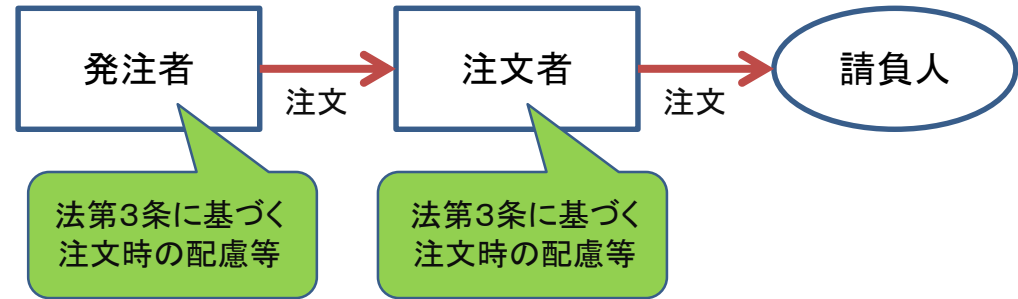 発注者
注文
注文者
注文
請負人
法第３条に基づく
注文時の配慮等
法第３条に基づく
注文時の配慮等